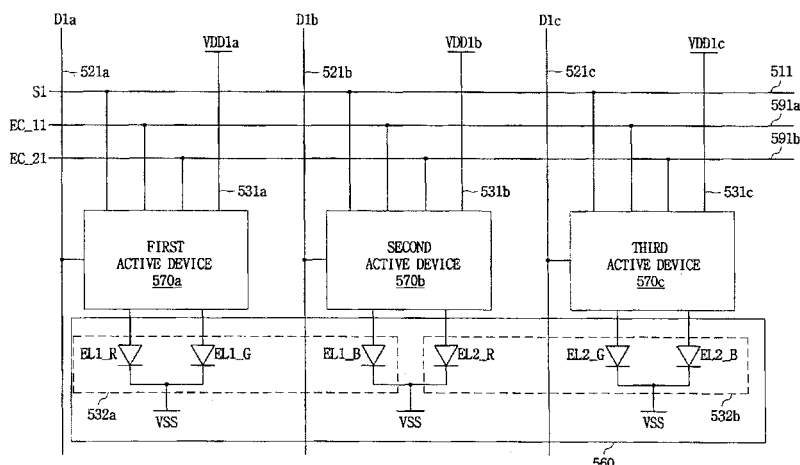 D1a D1b D1c
VDD1a VDD1b VDD1c
521a 521b 521c
S1 511
EC_11 591a
EC_21 591b
531a 531b 531c
FIRST ACTIVE DEVICE 570a
SECOND ACTIVE DEVICE 570b
THIRD ACTIVE DEVICE 570c
EL1_R EL1_G EL1_B EL2_R EL2_G EL2_B
532a VSS VSS VSS 532b
560